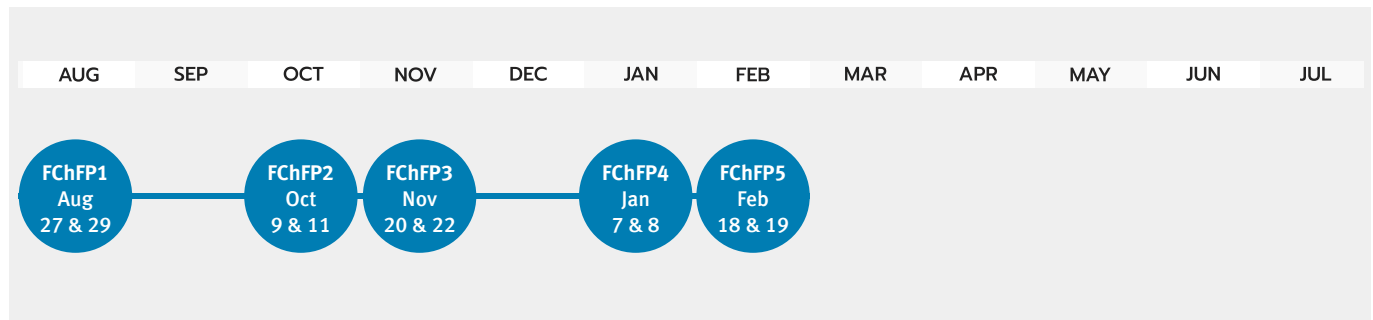 AUG SEP OCT NOV DEC JAN FEB MAR APR MAY JUN JUL
FChFP1
Aug
27 & 29
FChFP2
Oct
9 & 11
FChFP3
Nov
20 & 22
FChFP4
Jan
7 & 8
FChFP5
Feb
18 & 19